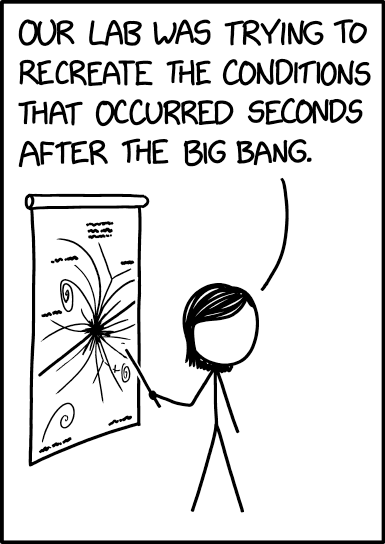 OUR LAB WAS TRYING TO
RECREATE THE CONDITIONS
THAT OCCURRED SECONDS
AFTER THE BIG BANG.